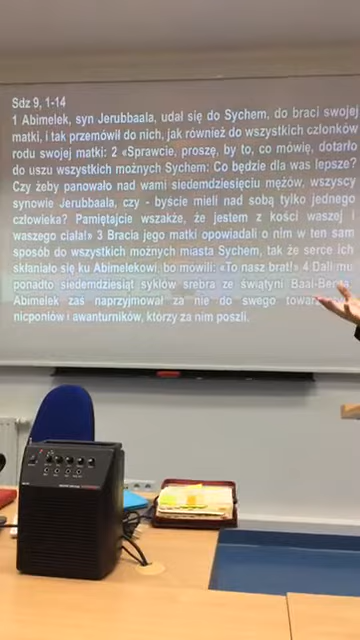 Sdz 9, 1-14
1 Abimelek, syn Jerubbaala, udał się do Sychem, do braci swojej
matki, i tak przemówił do nich, jak również do wszystkich członków
rodu swojej matki: 2 «Sprawcie, proszę, by to, co mówię, dotarło
do uszu wszystkich możnych Sychem: Co będzie dla was lepsze?
Czy żeby panowało nad wami siedemdziesięciu mężów, wszyscy
synowie Jerubbaala, czy - byście mieli nad sobą tylko jednego
człowieka? Pamiętajcie wszakże, że jestem z kości waszej i
waszego ciała!» 3 Bracia jego matki opowiadali o nim w ten sam
sposób do wszystkich możnych miasta Sychem, tak że serce ich
skłaniało się ku Abimelekowi, bo mówili: «To nasz brat!» 4 Dali mu
ponadto siedemdziesiąt syklów srebra ze świątyni Baal-Be
Abimelek zaś naprzyjmował za nie do swego towar
nicponiów i awanturników, którzy za nim poszli.